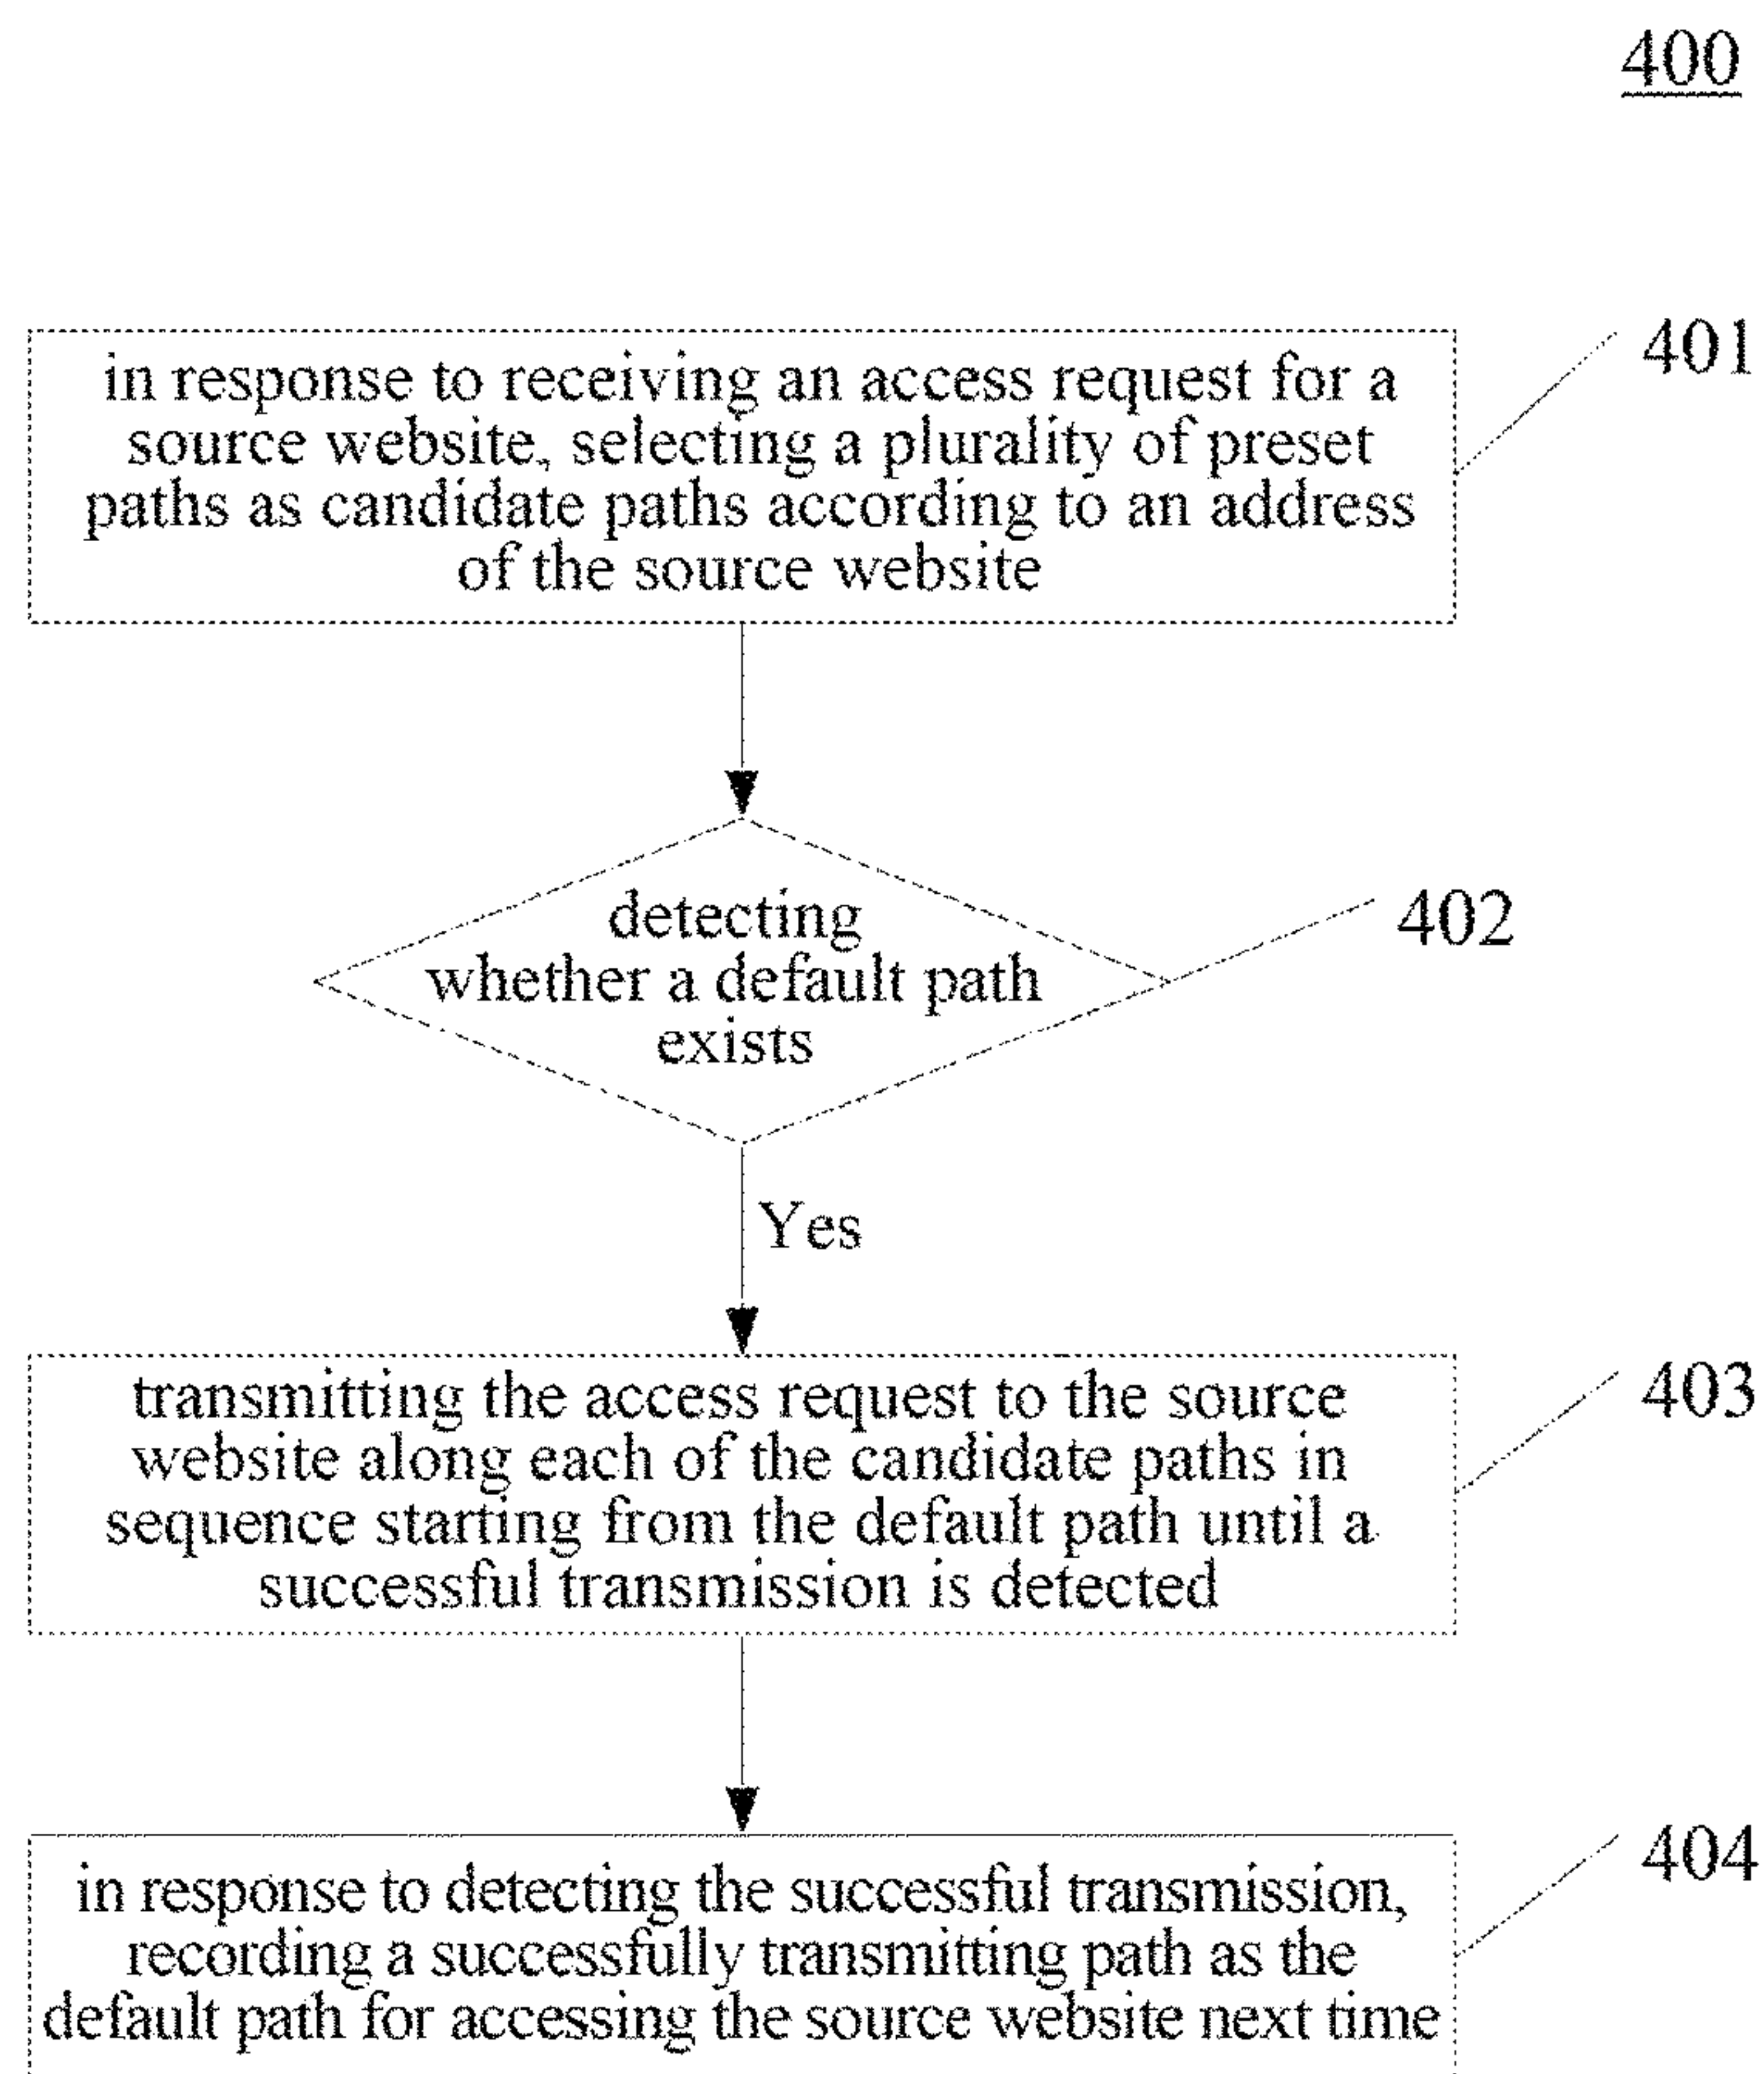 400
in response to receiving an access request for a
source website, selecting a plurality of preset
paths as candidate paths according to an address
of the source website
401
detecting
whether a default path
exists
402
Yes
transmitting the access request to the source
website along each of the candidate paths in
sequence starting from the default path until a
successful transmission is detected
403
in response to detecting the successful transmission,
recording a successfully transmitting path as the
default path for accessing the source website next time
404